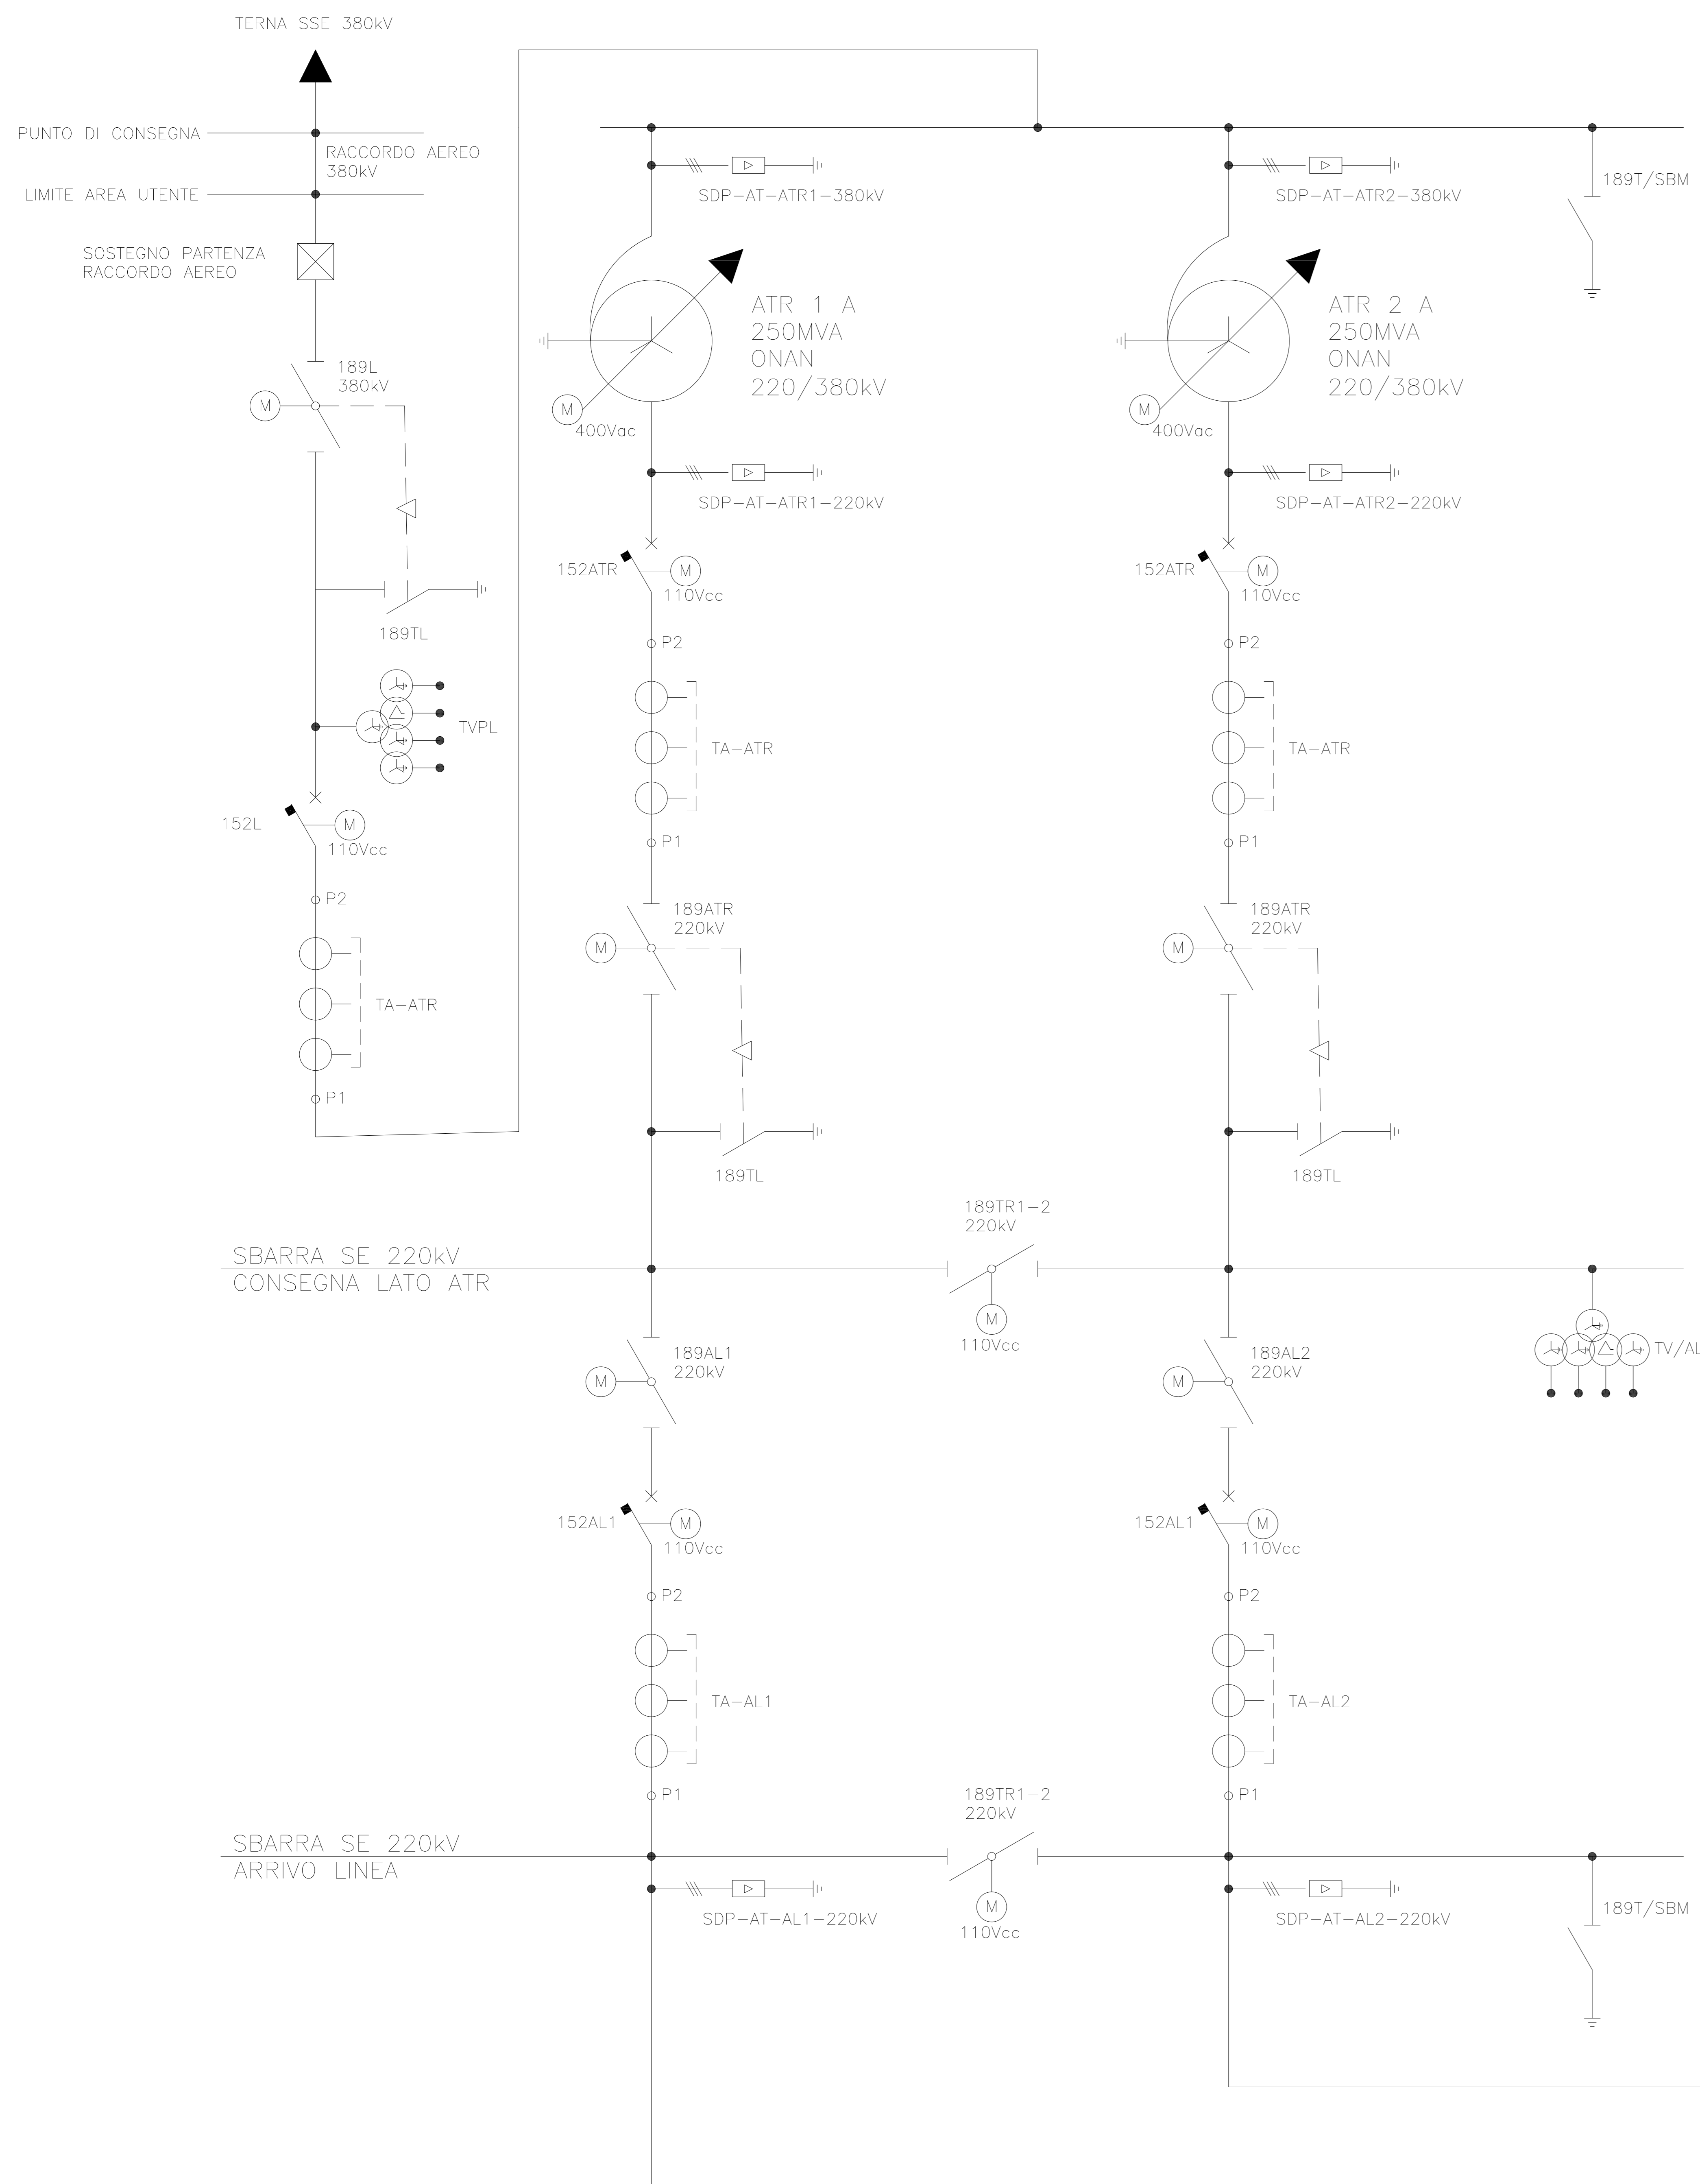 TERNA SSE 380kV
PUNTO DI CONSEGNA
RACCORDO AEREO
380kV
LIMITE AREA UTENTE
SOSTEGNO PARTENZA
RACCORDO AEREO
189L
380kV
M
189TL
TVPL
152L
M
110Vcc
P2
TA-ATR
P1
SDP-AT-ATR1-380kV
ATR 1 A
250MVA
ONAN
220/380kV
M
400Vac
SDP-AT-ATR1-220kV
152ATR
M
110Vcc
P2
TA-ATR
P1
189ATR
220kV
M
189TL
SDP-AT-ATR2-380kV
ATR 2 A
250MVA
ONAN
220/380kV
M
400Vac
SDP-AT-ATR2-220kV
152ATR
M
110Vcc
P2
TA-ATR
P1
189ATR
220kV
M
189TL
189T/SBM
SBARRA SE 220kV
CONSEGNA LATO ATR
189TR1-2
220kV
M
110Vcc
TV/AL
189AL1
220kV
M
152AL1
M
110Vcc
P2
TA-AL1
P1
189AL2
220kV
M
152AL1
M
110Vcc
P2
TA-AL2
P1
SBARRA SE 220kV
ARRIVO LINEA
189TR1-2
220kV
M
110Vcc
SDP-AT-AL1-220kV
SDP-AT-AL2-220kV
189T/SBM